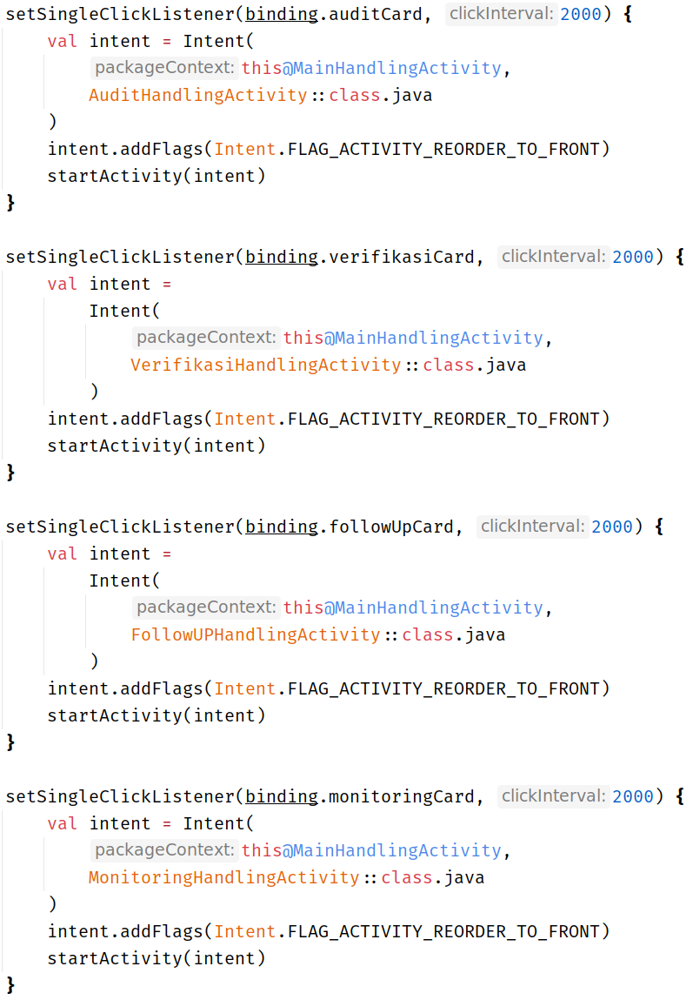 setSingleClickListener(binding.auditCard, clickInterval: 2000) {
    val intent = Intent(
        packageContext: this@MainHandlingActivity,
        AuditHandlingActivity::class.java
    )
    intent.addFlags(Intent.FLAG_ACTIVITY_REORDER_TO_FRONT)
    startActivity(intent)
}

setSingleClickListener(binding.verifikasiCard, clickInterval: 2000) {
    val intent =
        Intent(
            packageContext: this@MainHandlingActivity,
            VerifikasiHandlingActivity::class.java
        )
    intent.addFlags(Intent.FLAG_ACTIVITY_REORDER_TO_FRONT)
    startActivity(intent)
}

setSingleClickListener(binding.followUpCard, clickInterval: 2000) {
    val intent =
        Intent(
            packageContext: this@MainHandlingActivity,
            FollowUPHandlingActivity::class.java
        )
    intent.addFlags(Intent.FLAG_ACTIVITY_REORDER_TO_FRONT)
    startActivity(intent)
}

setSingleClickListener(binding.monitoringCard, clickInterval: 2000) {
    val intent = Intent(
        packageContext: this@MainHandlingActivity,
        MonitoringHandlingActivity::class.java
    )
    intent.addFlags(Intent.FLAG_ACTIVITY_REORDER_TO_FRONT)
    startActivity(intent)
}